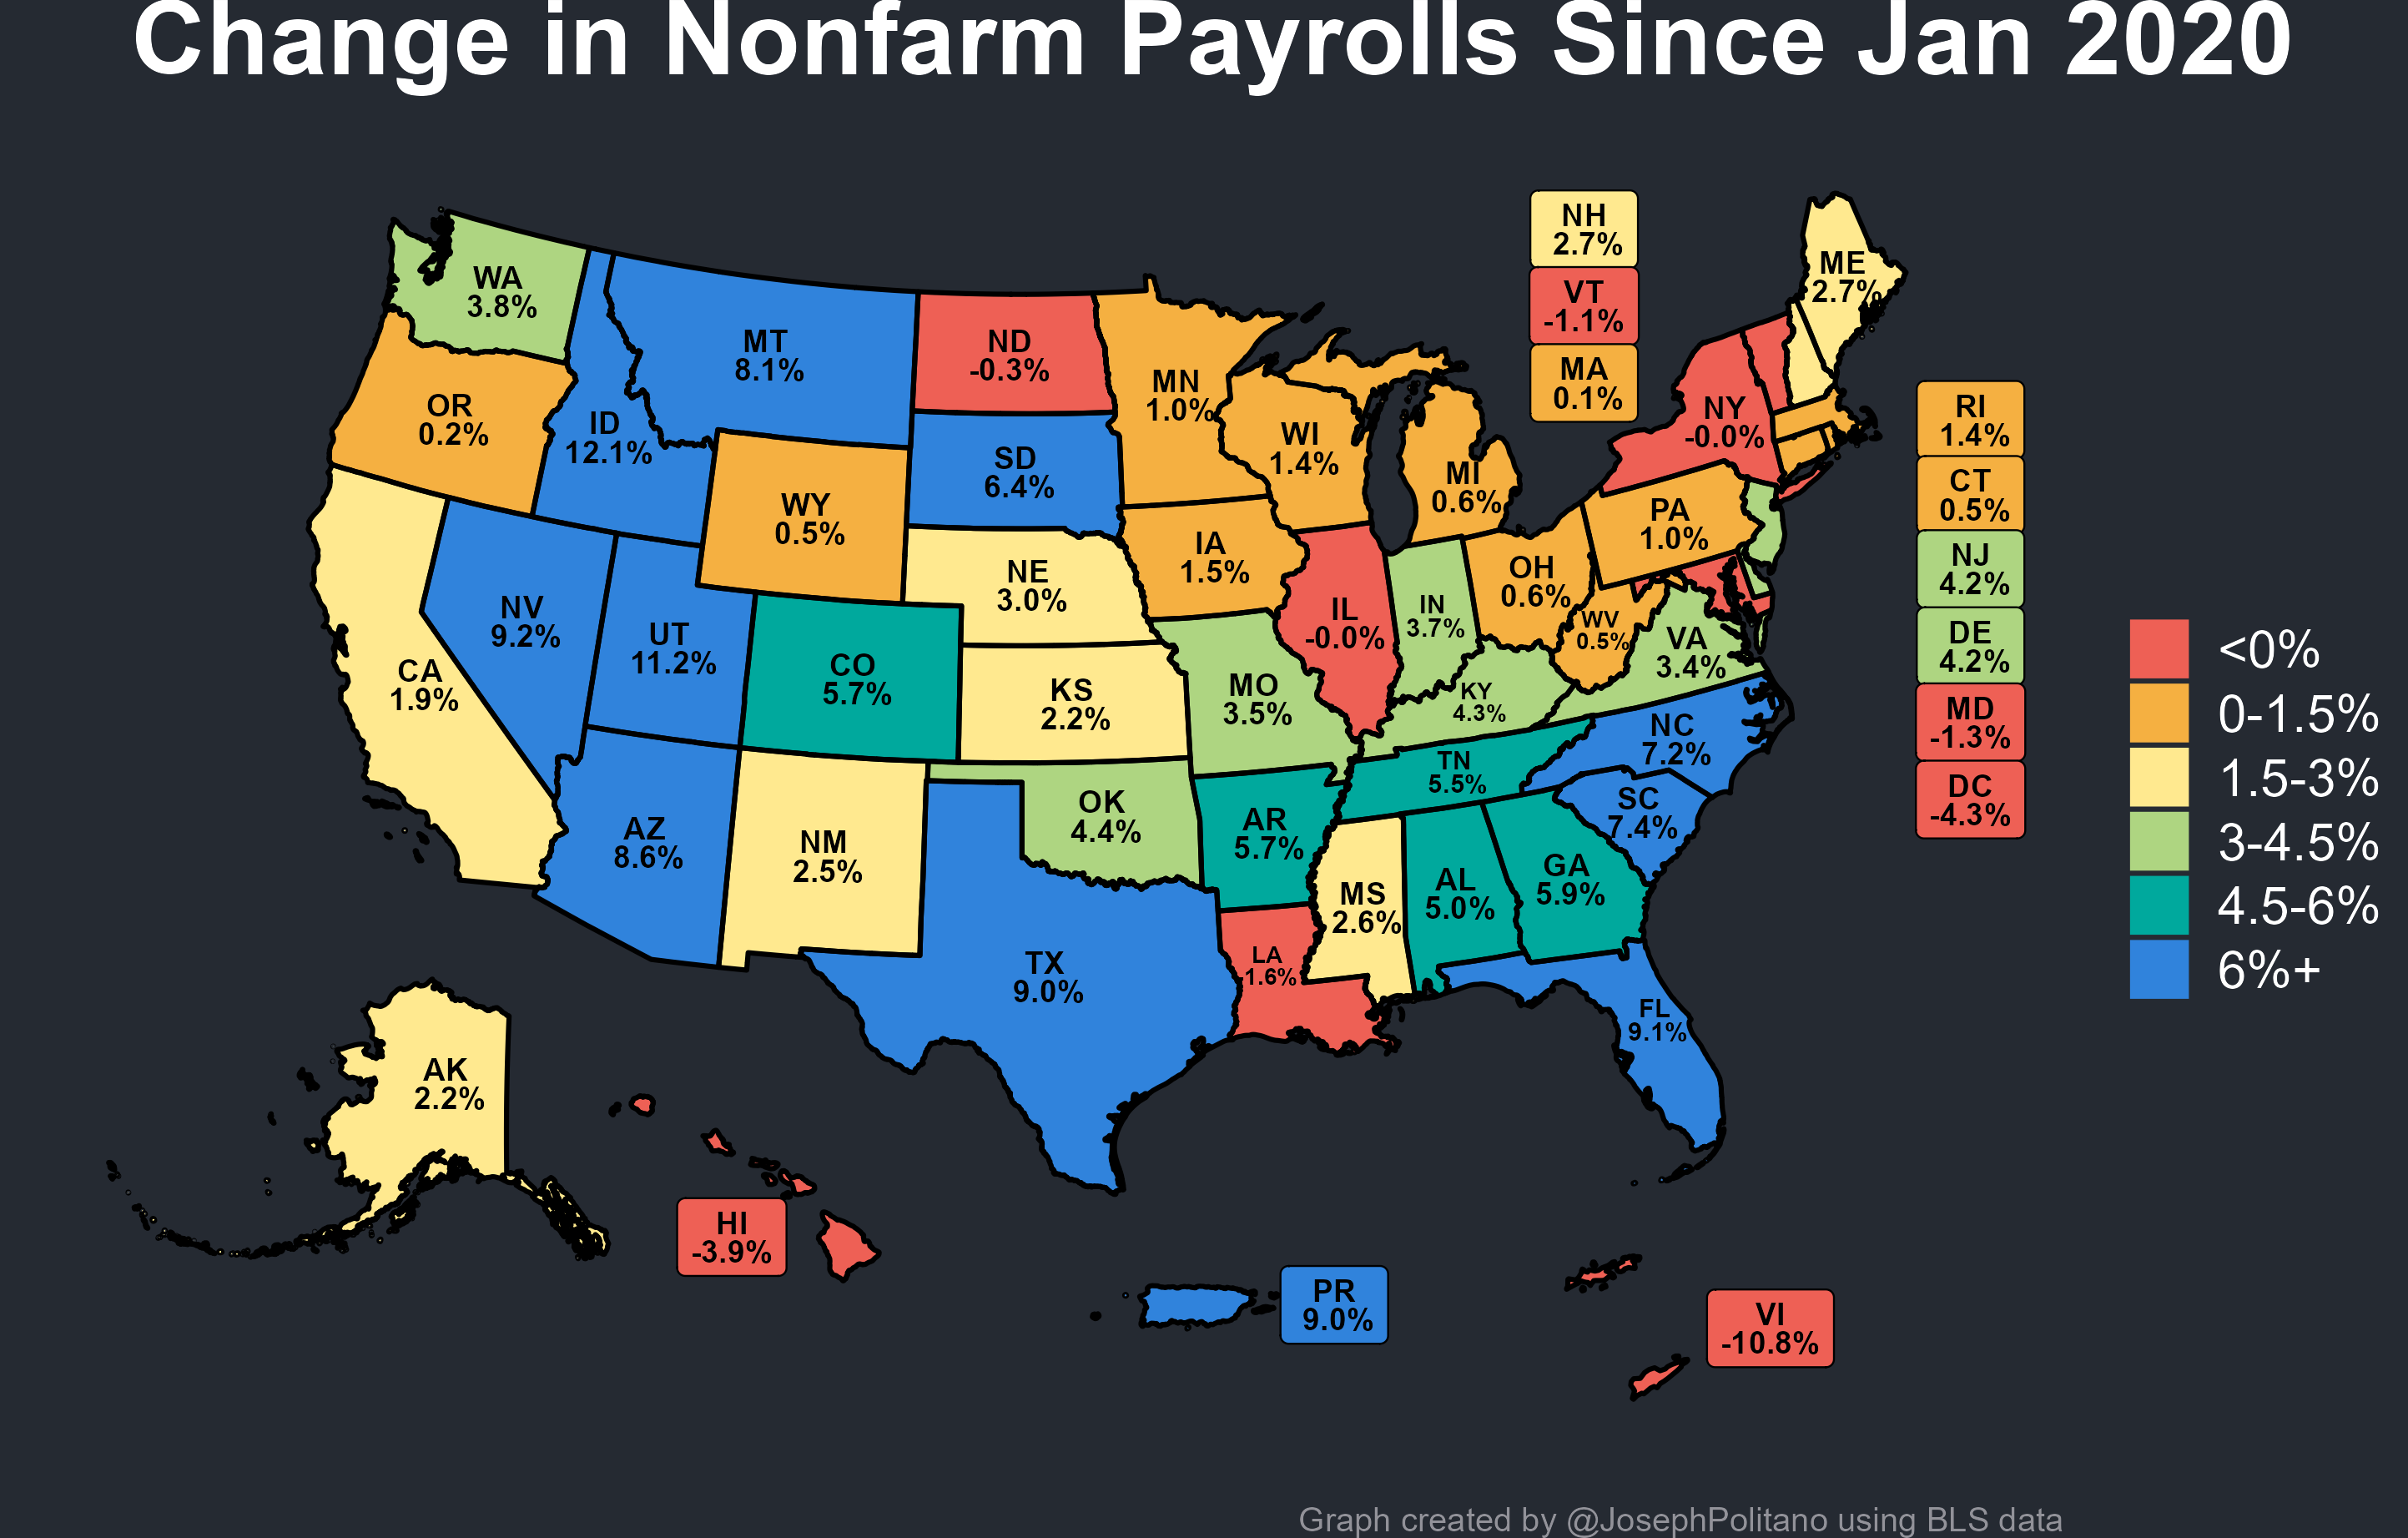 Change in Nonfarm Payrolls Since Jan 2020
NH
2.7%
VT
-1.1%
MA
0.1%
ME
2.7%
WA
3.8%
MT
8.1%
ND
-0.3%
MN
1.0%
OR
0.2%
ID
12.1%
SD
6.4%
WI
1.4%
MI
0.6%
NY
-0.0%
RI
1.4%
CT
0.5%
NJ
4.2%
DE
4.2%
MD
-1.3%
DC
-4.3%
WY
0.5%
IA
1.5%
PA
1.0%
NE
3.0%
OH
0.6%
IL
-0.0%
IN
3.7%
WV
0.5%
VA
3.4%
NV
9.2%
UT
11.2%
CO
5.7%
CA
1.9%
KS
2.2%
MO
3.5%
KY
4.3%
NC
7.2%
TN
5.5%
SC
7.4%
AZ
8.6%
NM
2.5%
OK
4.4%
AR
5.7%
MS
2.6%
AL
5.0%
GA
5.9%
TX
9.0%
LA
-1.6%
FL
9.1%
AK
2.2%
HI
-3.9%
PR
9.0%
VI
-10.8%
<0%
0-1.5%
1.5-3%
3-4.5%
4.5-6%
6%+
Graph created by @JosephPolitano using BLS data